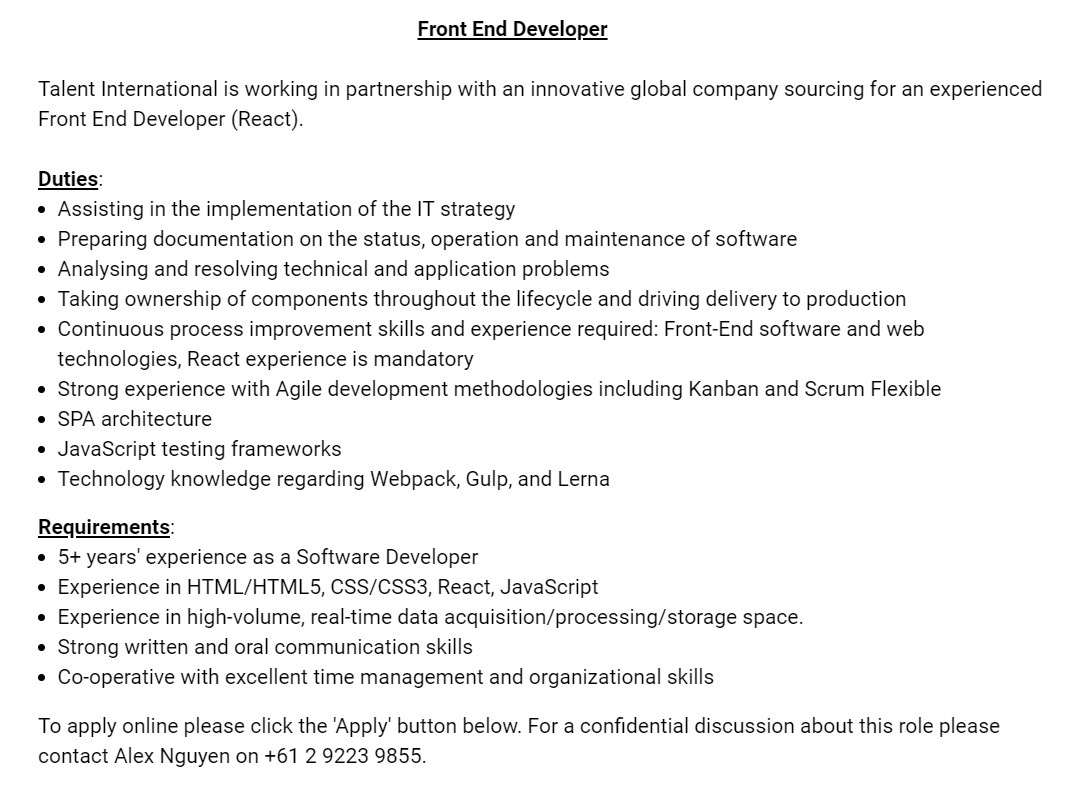 Front End Developer
Talent International is working in partnership with an innovative global company sourcing for an experienced
Front End Developer (React).
Duties:
• Assisting in the implementation of the IT strategy
• Preparing documentation on the status, operation and maintenance of software
• Analysing and resolving technical and application problems
• Taking ownership of components throughout the lifecycle and driving delivery to production
• Continuous process improvement skills and experience required: Front-End software and web
technologies, React experience is mandatory
• Strong experience with Agile development methodologies including Kanban and Scrum Flexible
• SPA architecture
• JavaScript testing frameworks
• Technology knowledge regarding Webpack, Gulp, and Lerna
Requirements:
• 5+ years' experience as a Software Developer
• Experience in HTML/HTML5, CSS/CSS3, React, JavaScript
• Experience in high-volume, real-time data acquisition/processing/storage space.
• Strong written and oral communication skills
• Co-operative with excellent time management and organizational skills
To apply online please click the 'Apply' button below. For a confidential discussion about this role please
contact Alex Nguyen on +61 2 9223 9855.